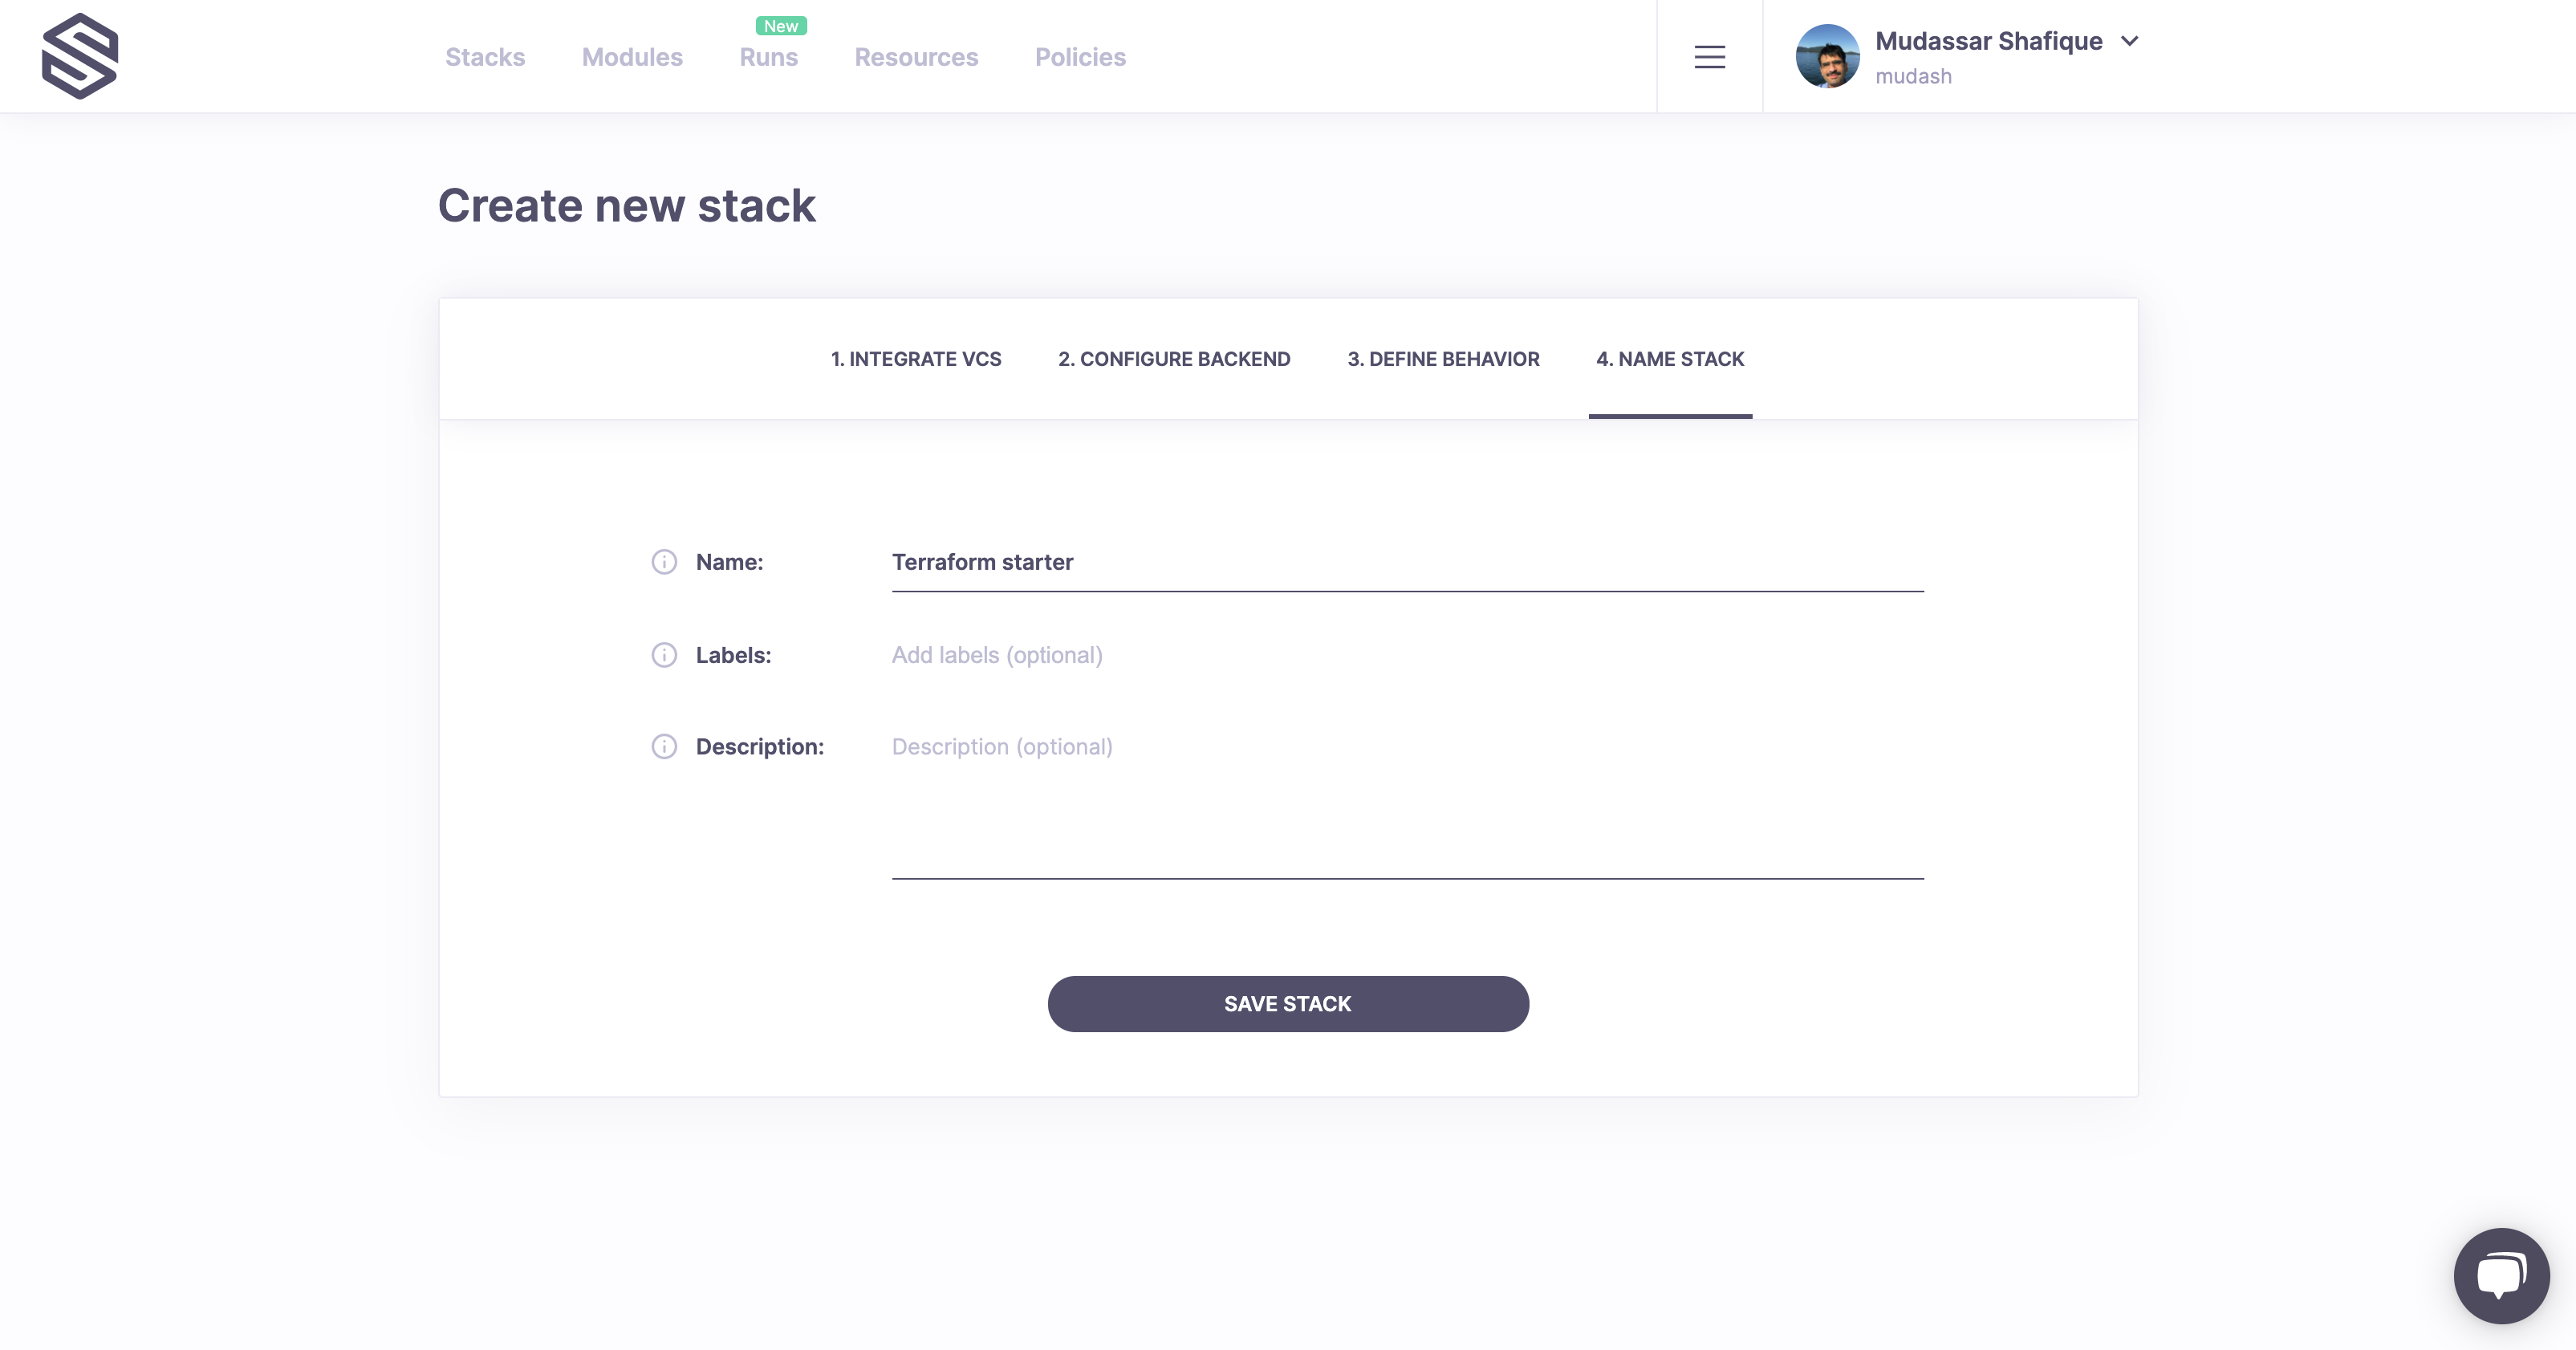 New
Stacks Modules Runs Resources Policies
Mudassar Shafique
mudash
Create new stack
1. INTEGRATE VCS 2. CONFIGURE BACKEND 3. DEFINE BEHAVIOR 4. NAME STACK
Name: Terraform starter
Labels: Add labels (optional)
Description: Description (optional)
SAVE STACK